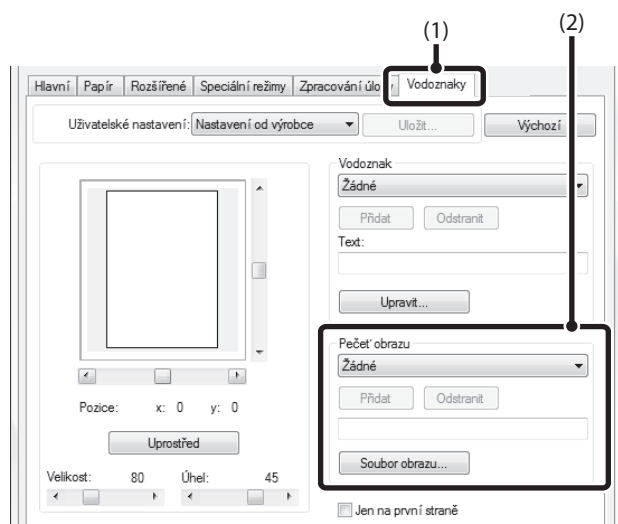 (1) (2)
Hlavní Papír Rozšířené Speciální režimy Zpracování úlo Vodoznaky
Uživatelské nastavení: Nastavení od výrobce Uložit... Výchozí
Vodoznak
Žádné
Přidat Odstranit
Text:
Upravit...
Pečeť obrazu
Žádné
Přidat Odstranit
Soubor obrazu...
Jen na první straně
Pozice: x: 0 y: 0
Uprostřed
Velikost: 80 Úhel: 45